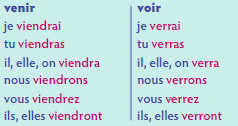 venir
je viendrai
tu viendras
il, elle, on viendra
nous viendrons
vous viendrez
ils, elles viendront
voir
je verrai
tu verras
il, elle, on verra
nous verrons
vous verrez
ils, elles verront